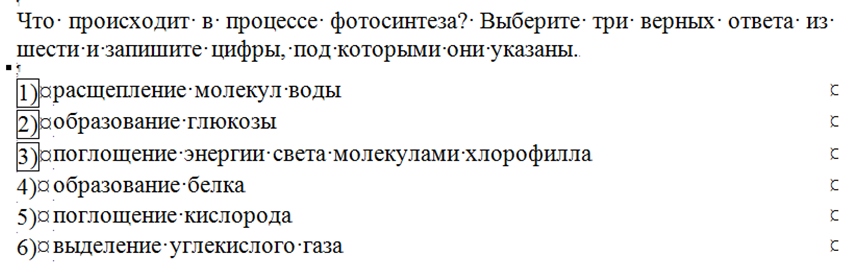 Что происходит в процессе фотосинтеза? Выберите три верных ответа из
шести и запишите цифры, под которыми они указаны.
1) расщепление молекул воды
2) образование глюкозы
3) поглощение энергии света молекулами хлорофилла
4) образование белка
5) поглощение кислорода
6) выделение углекислого газа